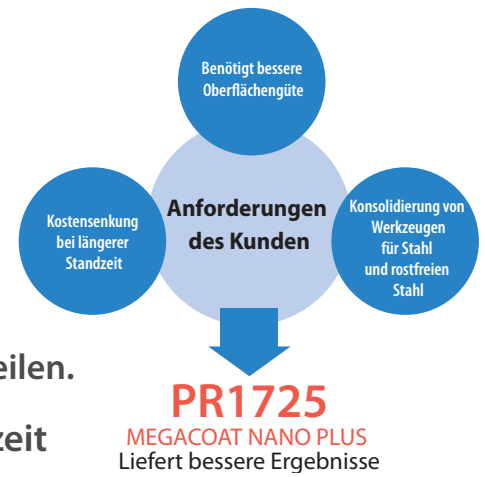 Benötigt bessere
Oberflächengüte
Anforderungen
des Kunden
Kostensenkung
bei längerer
Standzeit
Konsolidierung von
Werkzeugen
für Stahl
und rostfreien
Stahl
eilen.
zeit
PR1725
MEGACOAT NANO PLUS
Liefert bessere Ergebnisse